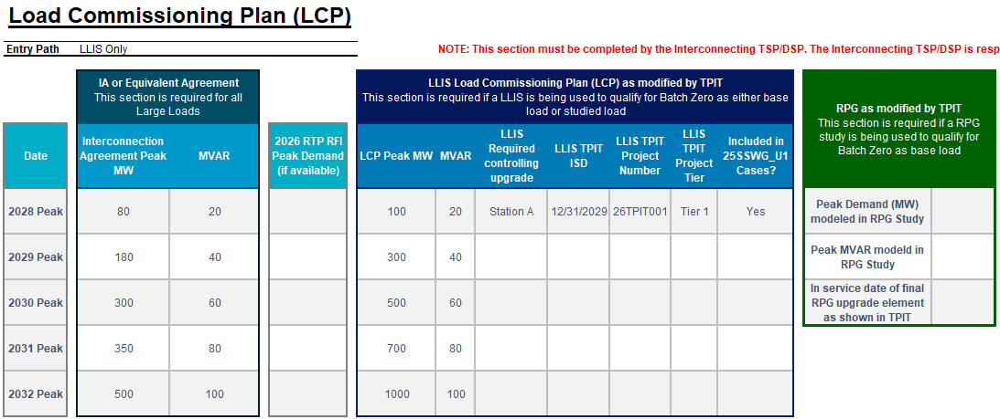 Load Commissioning Plan (LCP)
Entry Path LLIS Only
NOTE: This section must be completed by the Interconnecting TSP/DSP. The Interconnecting TSP/DSP is resp
IA or Equivalent Agreement
This section is required for all
Large Loads
LLIS Load Commissioning Plan (LCP) as modified by TPIT
This section is required if a LLIS is being used to qualify for Batch Zero as either base
load or studied load
RPG as modified by TPIT
This section is required if a RPG
study is being used to qualify for
Batch Zero as base load
Date
Interconnection
Agreement Peak
MW
MVAR
2026 RTP RFI
Peak Demand
(if available)
LCP Peak MW
MVAR
LLIS
Required
controlling
upgrade
LLIS TPIT
ISD
LLIS TPIT
Project
Number
LLIS
TPIT
Project
Tier
Included in
25SSWG_U1
Cases?
2028 Peak 80 20 100 20 Station A 12/31/2029 26TPIT001 Tier 1 Yes
Peak Demand (MW)
modeled in RPG Study
2029 Peak 180 40 300 40
Peak MVAR modeld in
RPG Study
2030 Peak 300 60 500 60
In service date of final
RPG upgrade element
as shown in TPIT
2031 Peak 350 80 700 80
2032 Peak 500 100 1000 100